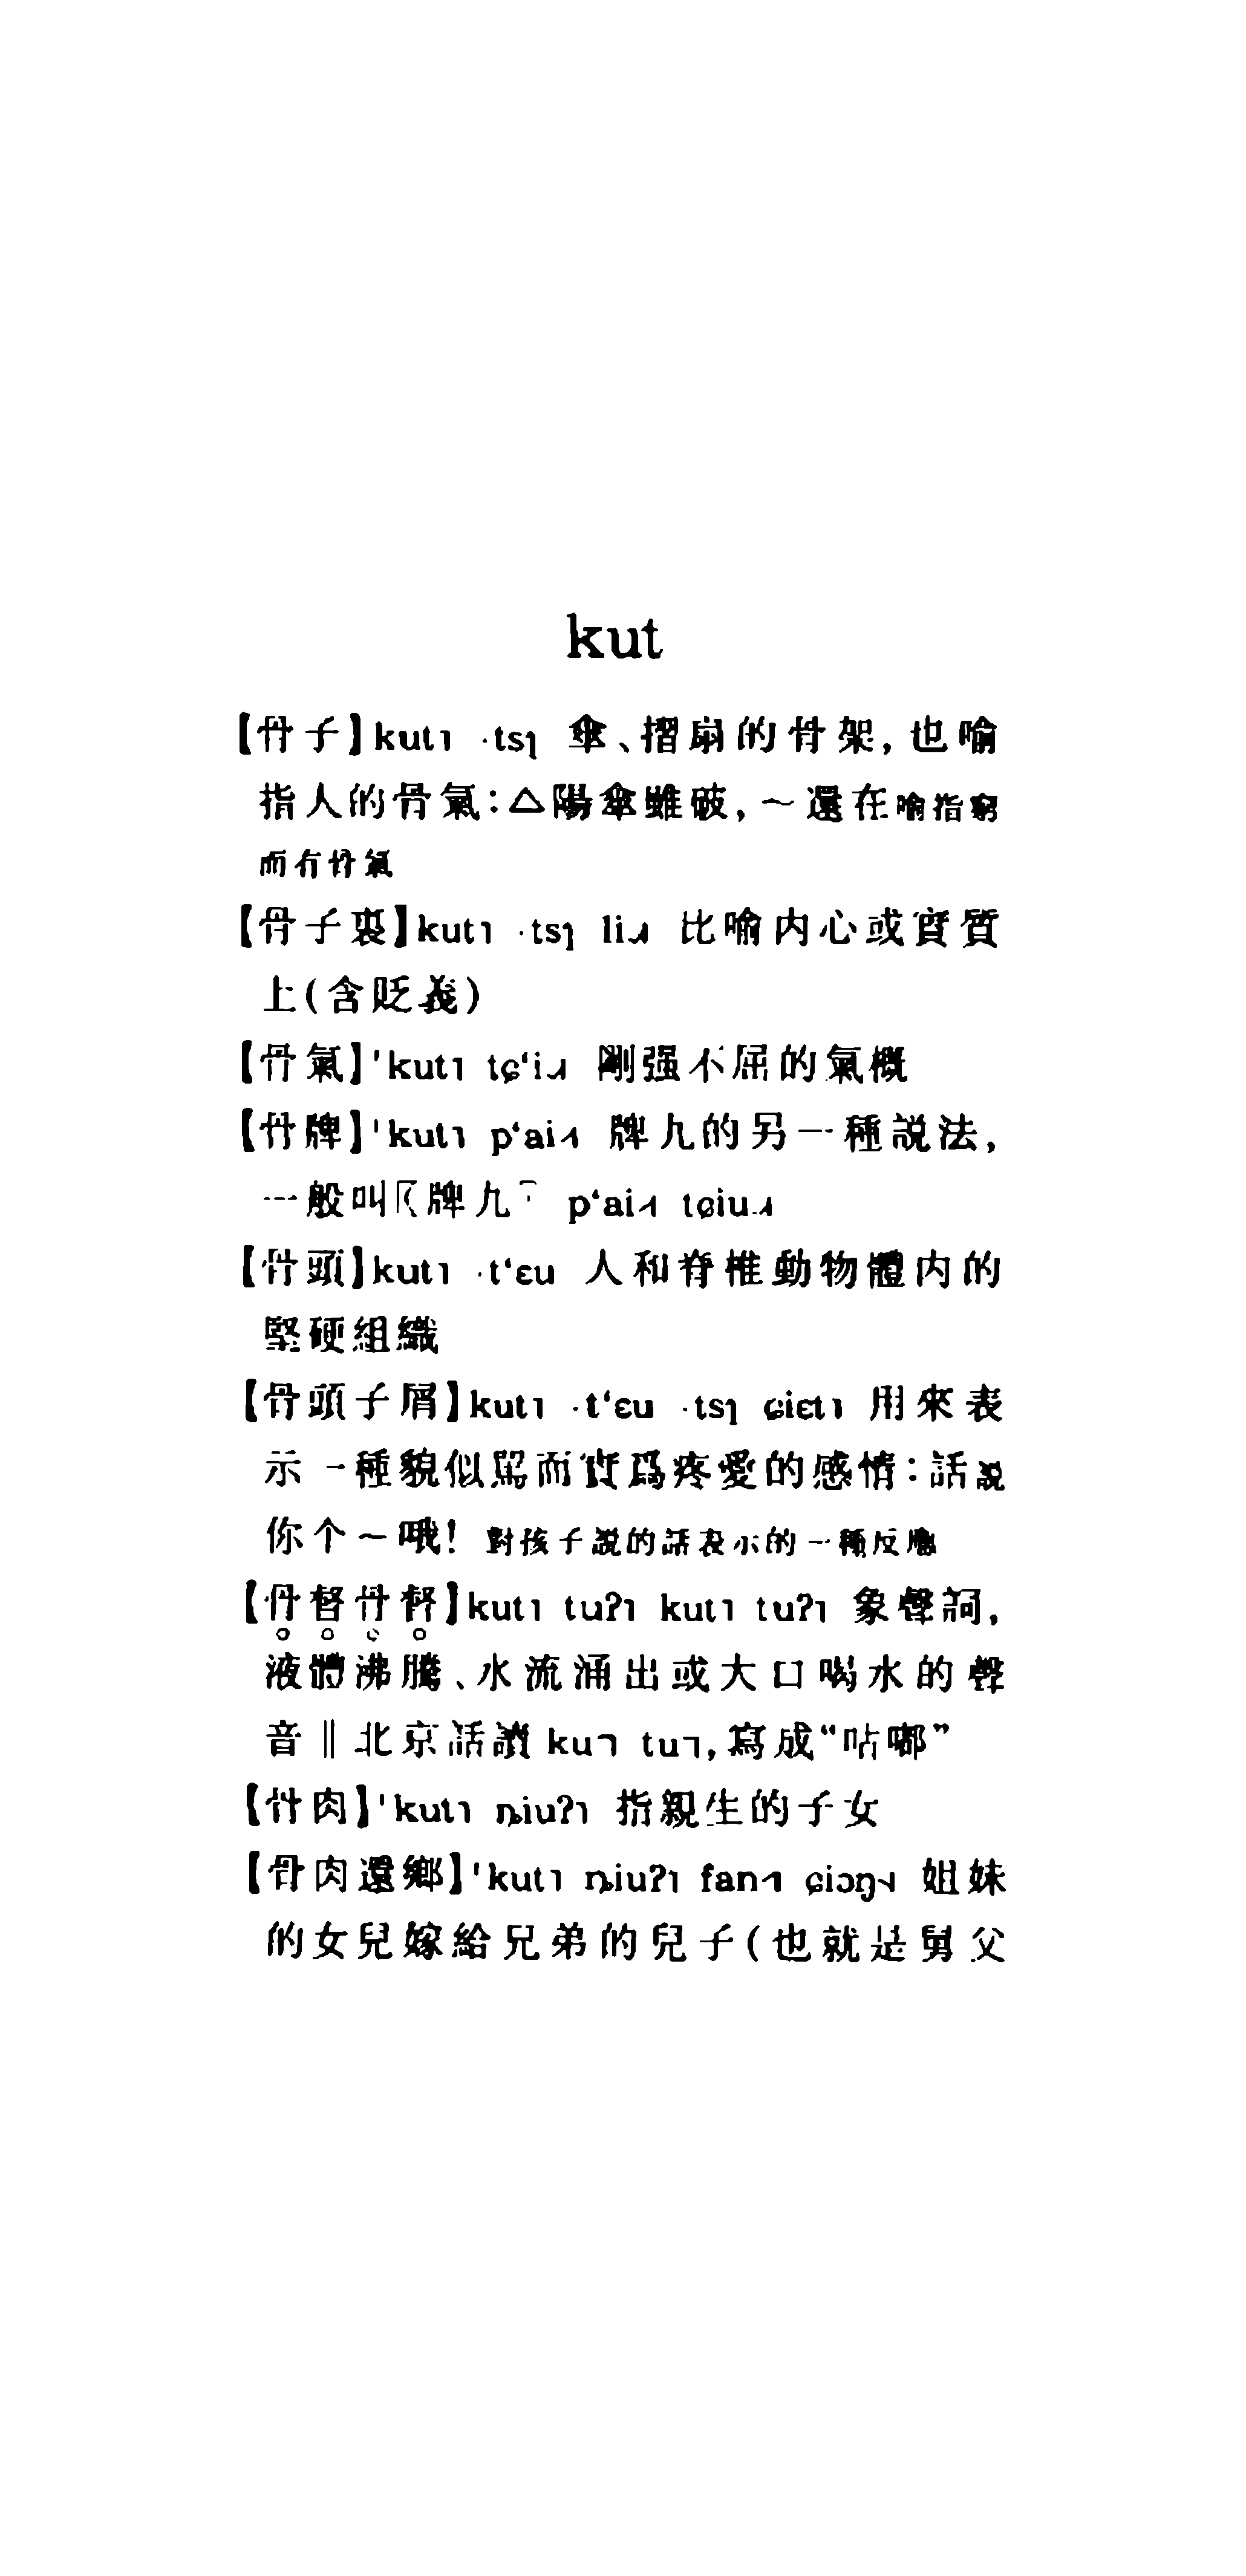 kut
【骨子】kut˥ ·tsɿ 傘、摺扇的骨架,也喻
指人的骨氣:△陽傘雖破,～還在喻指窮
而有骨氣
【骨子裏】kut˥ ·tsɿ li˩ 比喻内心或實質
上(含貶義)
【骨氣】'kut˥ tɕ‘i˩ 剛强不屈的氣概
【骨牌】'kut˥ p‘ai˧ 牌九的另一種説法,
一般叫〖牌九〗 p‘ai˧ tɕiu˩
【骨頭】kut˥ ·t‘ɛu 人和脊椎動物體内的
堅硬組織
【骨頭子屑】kut˥ ·t‘ɛu ·tsɿ ɕiɛt˥ 用來表
示一種貌似駡而實爲疼愛的感情:話説
你个～哦! 對孩子説的話表示的一種反應
【骨督骨督】kut˥ tuʔ˥ kut˥ tuʔ˥ 象聲詞,
液體沸騰、水流涌出或大口喝水的聲
音‖北京話讀 ku˥ tu˥,寫成“咕嘟”
【骨肉】'kut˥ ȵiuʔ˥ 指親生的子女
【骨肉還鄉】'kut˥ ȵiuʔ˥ fan˧ ɕiɔŋ˧ 姐妹
的女兒嫁給兄弟的兒子(也就是舅父